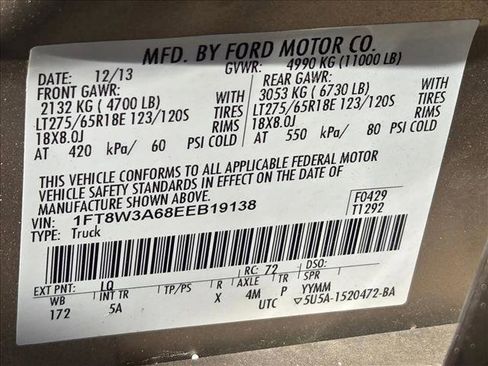 MFD. BY FORD MOTOR CO.
DATE: 12/13 GVWR: 4990 KG (11000 LB)
FRONT GAWR: REAR GAWR:
2132 KG ( 4700 LB) WITH 3053 KG ( 6730 LB) WITH
LT275/65R18E 123/120S TIRES LT275/65R18E 123/120S TIRES
18X8.0J RIMS 18X8.0J RIMS
AT 420 kPa/ 60 PSI COLD AT 550 kPa/ 80 PSI COLD
THIS VEHICLE CONFORMS TO ALL APPLICABLE FEDERAL MOTOR
VEHICLE SAFETY STANDARDS IN EFFECT ON THE DATE OF
MANUFACTURE SHOWN ABOVE.
VIN: 1FT8W3A68EEB19138 F0429
TYPE: Truck T1292
EXT PNT: LQ RC: 72 DSO:
WB INT TR TP/PS R AXLE TR SPR
172 5A X 4M P YYMM
UTC ▽5U5A-1520472-BA